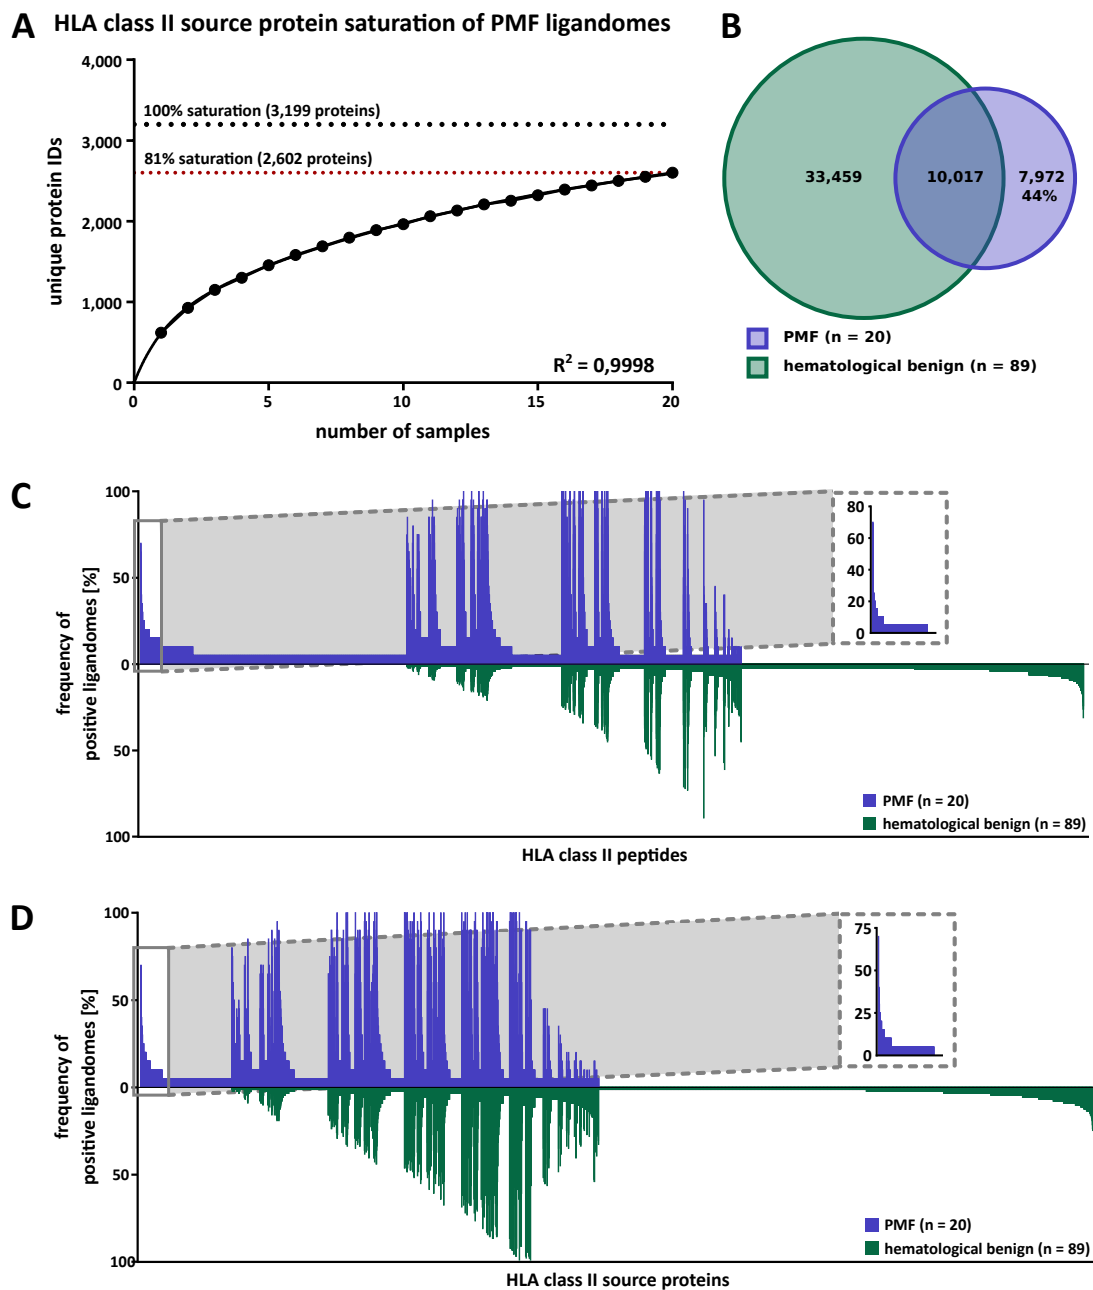 A HLA class II source protein saturation of PMF ligandomes
4,000
3,000
2,000
1,000
0
unique protein IDs
100% saturation (3,199 proteins)
81% saturation (2,602 proteins)
R² = 0,9998
0 5 10 15 20
number of samples
B
33,459 10,017 7,972
44%
PMF (n = 20)
hematological benign (n = 89)
C
100
50
0
50
100
frequency of
positive ligandomes [%]
80
60
40
20
0
PMF (n = 20)
hematological benign (n = 89)
HLA class II peptides
D
100
50
0
50
100
frequency of
positive ligandomes [%]
75
50
25
0
PMF (n = 20)
hematological benign (n = 89)
HLA class II source proteins